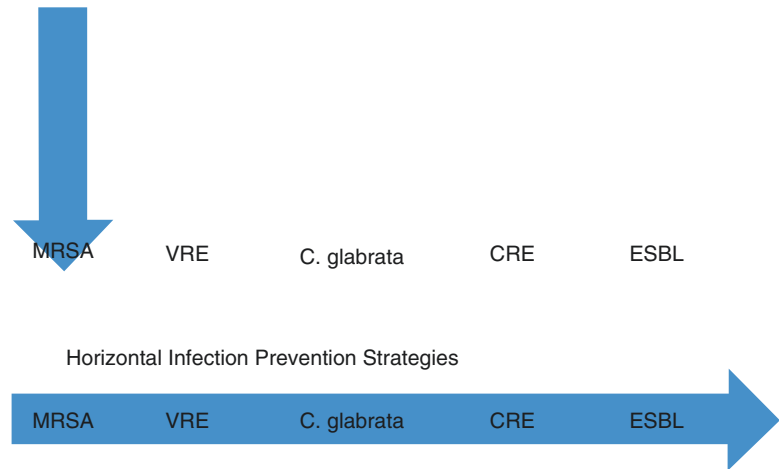 MRSA VRE C. glabrata CRE ESBL
Horizontal Infection Prevention Strategies
MRSA VRE C. glabrata CRE ESBL